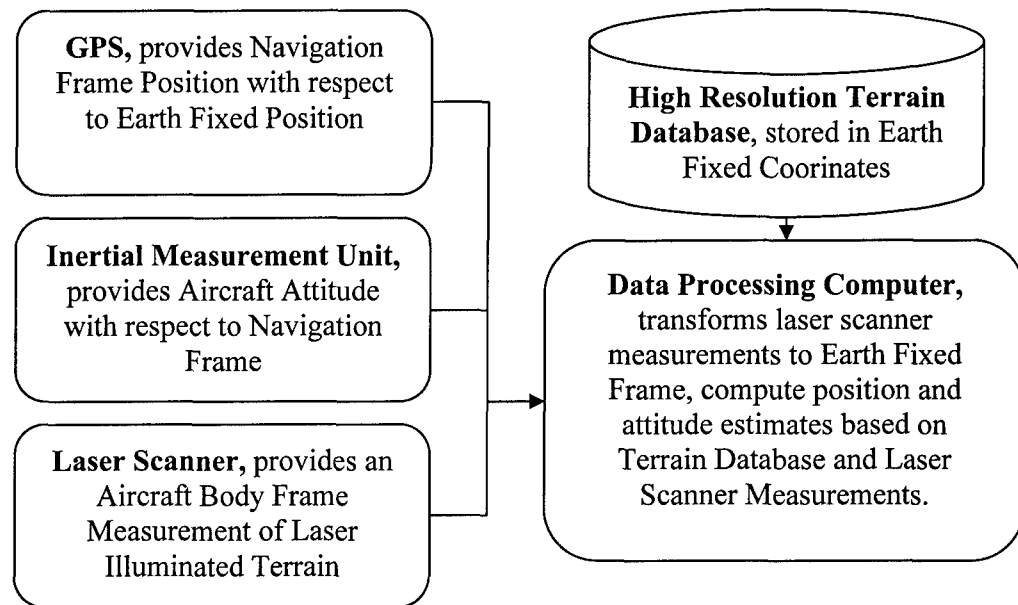 GPS, provides Navigation
Frame Position with respect
to Earth Fixed Position
Inertial Measurement Unit,
provides Aircraft Attitude
with respect to Navigation
Frame
Laser Scanner, provides an
Aircraft Body Frame
Measurement of Laser
Illuminated Terrain
High Resolution Terrain
Database, stored in Earth
Fixed Coorinates
Data Processing Computer,
transforms laser scanner
measurements to Earth Fixed
Frame, compute position and
attitude estimates based on
Terrain Database and Laser
Scanner Measurements.